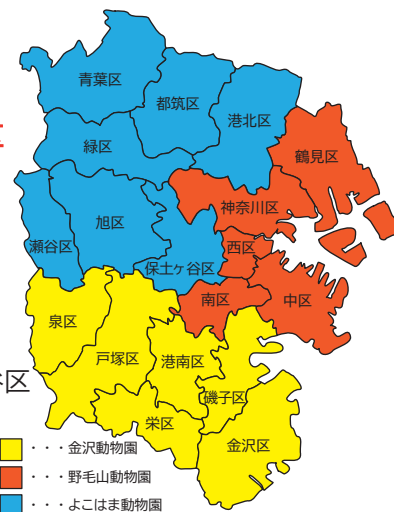 青葉区
都筑区
港北区
緑区
鶴見区
旭区
神奈川区
瀬谷区
西区
保土ヶ谷区
南区
中区
泉区
戸塚区
港南区
磯子区
栄区
金沢区
区
・・・金沢動物園
・・・野毛山動物園
・・・よこはま動物園